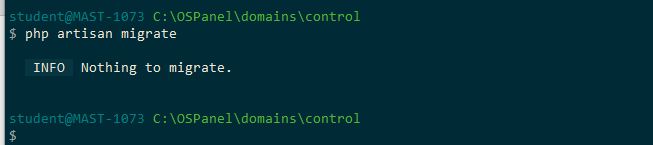 student@MAST-1073 C:\OSPanel\domains\control
$ php artisan migrate
INFO Nothing to migrate.
student@MAST-1073 C:\OSPanel\domains\control
$